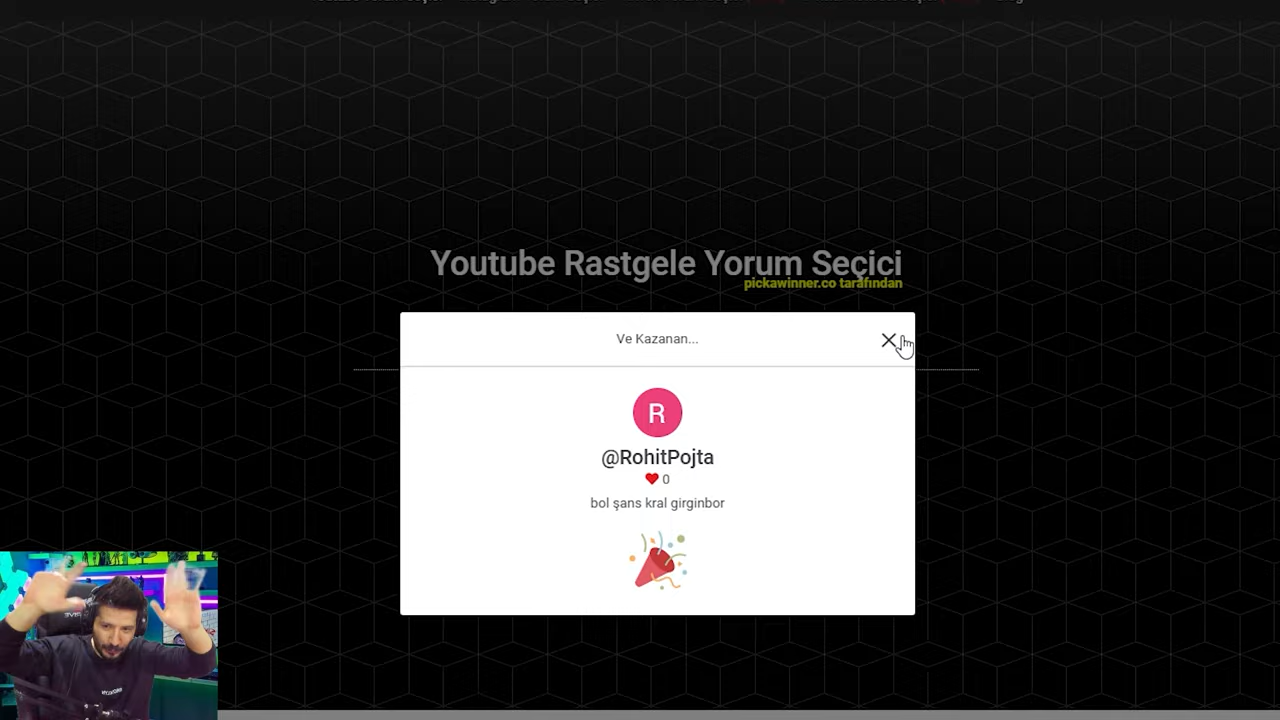 Youtube Rastgele Yorum Seçici
pickawinner.co tarafından
Ve Kazanan...
R
@RohitPojta
0
bol şans kral girginbor